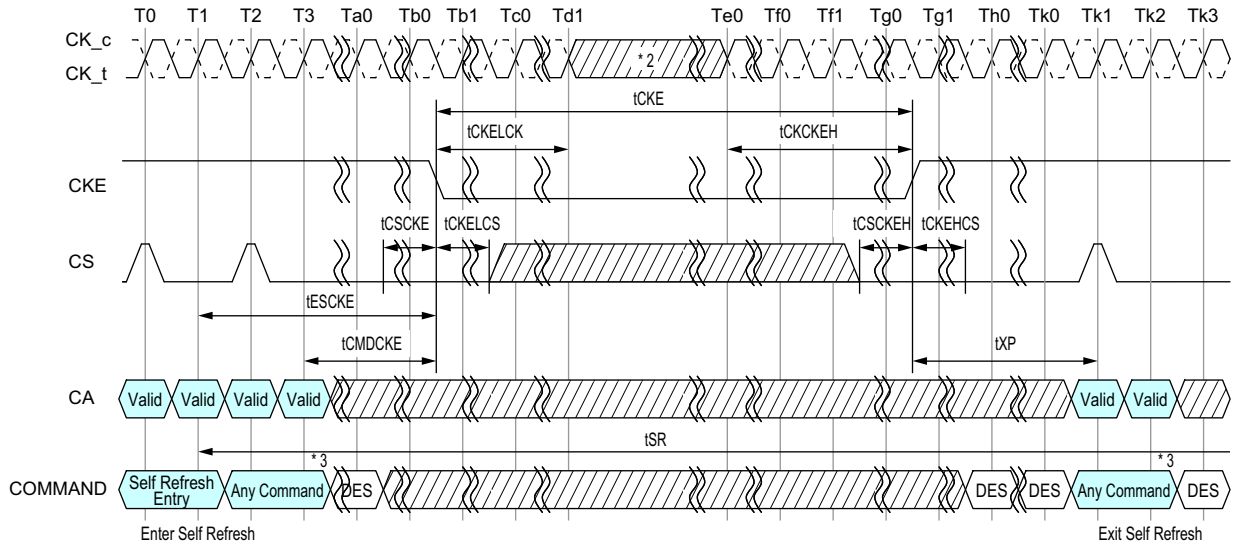 T0 T1 T2 T3 Ta0 Tb0 Tb1 Tc0 Td1 Te0 Tf0 Tf1 Tg0 Tg1 Th0 Tk0 Tk1 Tk2 Tk3
CK_c
CK_t
* 2
tCKE
tCKELCK tCKCKEH
CKE
tCSCKE tCKELCS tCSCKEH tCKEHCS
CS
tESCKE
tCMDCKE tXP
CA Valid Valid Valid Valid Valid Valid
tSR
* 3 * 3
COMMAND Self Refresh Entry Any Command DES DES DES Any Command DES
Enter Self Refresh Exit Self Refresh